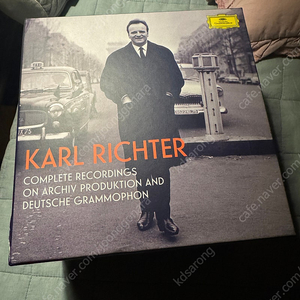 KARL RICHTER
COMPLETE RECORDINGS
ON ARCHIV PRODUKTION AND
DEUTSCHE GRAMMOPHON
kdsarong